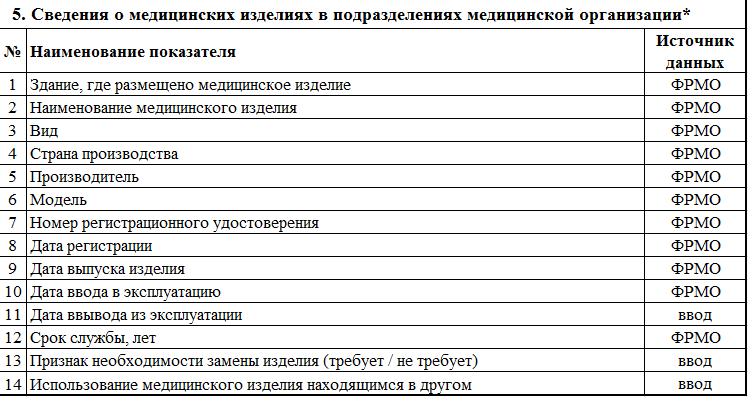 5. Сведения о медицинских изделиях в подразделениях медицинской организации*
№ Наименование показателя Источник данных
1 Здание, где размещено медицинское изделие ФРМО
2 Наименование медицинского изделия ФРМО
3 Вид ФРМО
4 Страна производства ФРМО
5 Производитель ФРМО
6 Модель ФРМО
7 Номер регистрационного удостоверения ФРМО
8 Дата регистрации ФРМО
9 Дата выпуска изделия ФРМО
10 Дата ввода в эксплуатацию ФРМО
11 Дата ввывода из эксплуатации ввод
12 Срок службы, лет ФРМО
13 Признак необходимости замены изделия (требует / не требует) ввод
14 Использование медицинского изделия находящимся в другом ввод